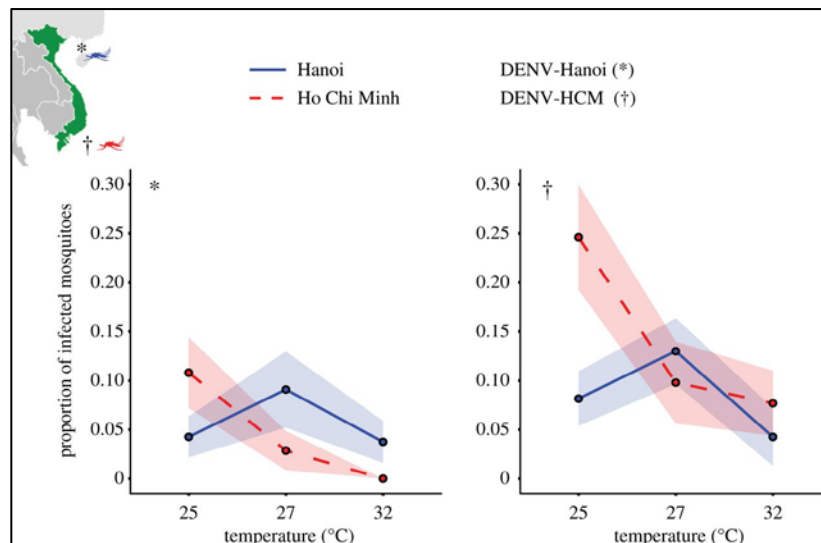 *
†
Hanoi
Ho Chi Minh
DENV-Hanoi (*)
DENV-HCM (†)
proportion of infected mosquitoes
*
0.30
0.25
0.20
0.15
0.10
0.05
0
25 27 32
temperature (°C)
†
0.30
0.25
0.20
0.15
0.10
0.05
0
25 27 32
temperature (°C)